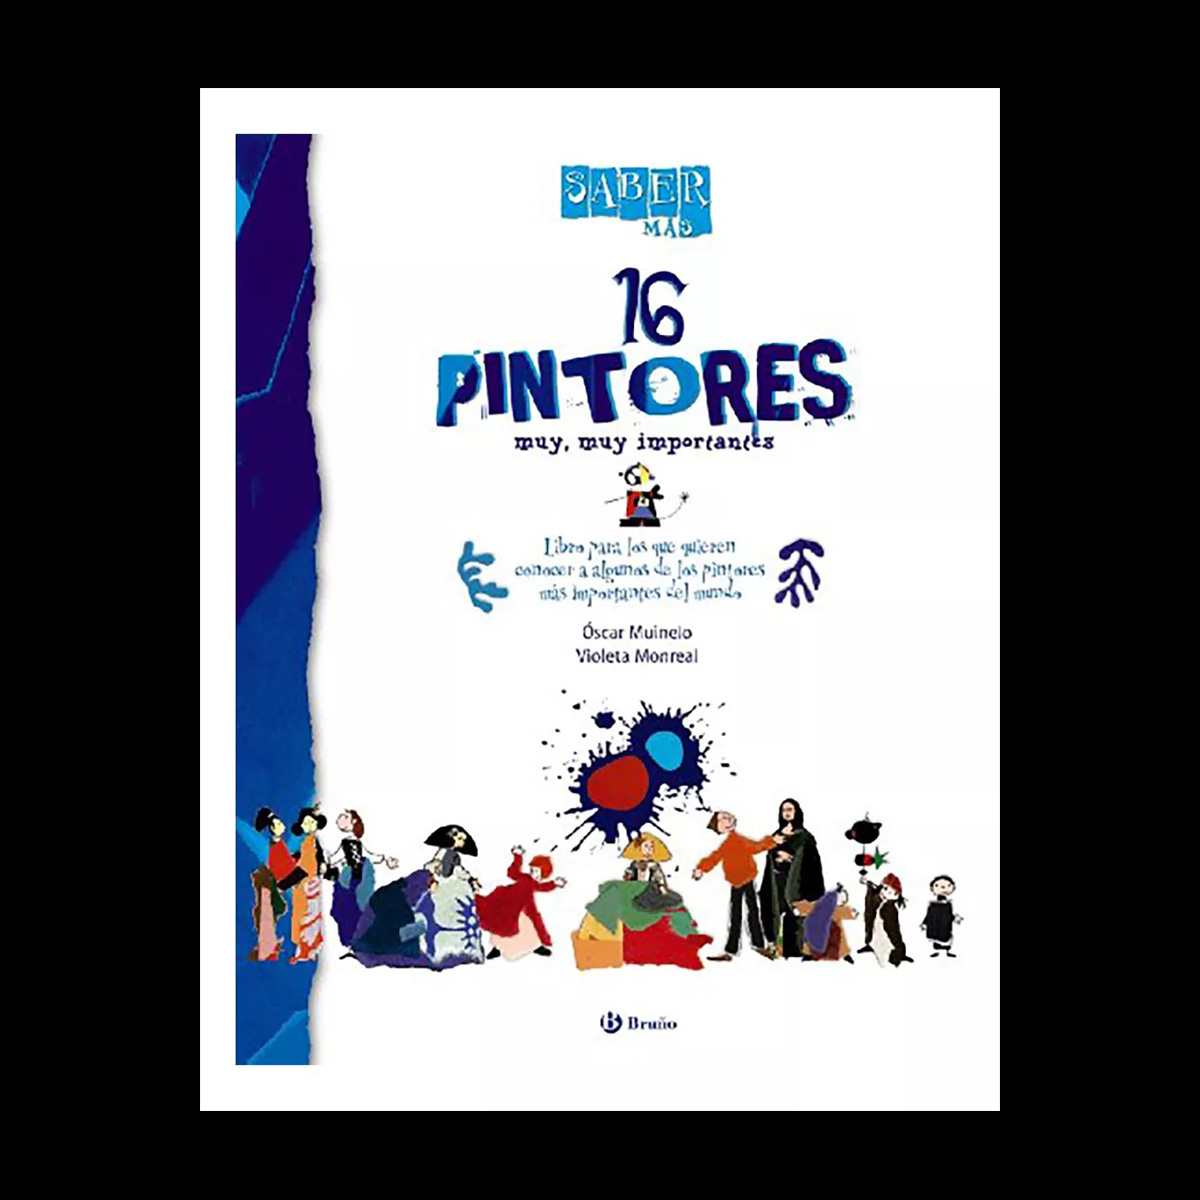 SABER
MÁS
16
PINTORES
muy, muy importantes
Libro para los que quieren
conocer a algunos de los pintores
más importantes del mundo
Óscar Muinelo
Violeta Monreal
B Bruño